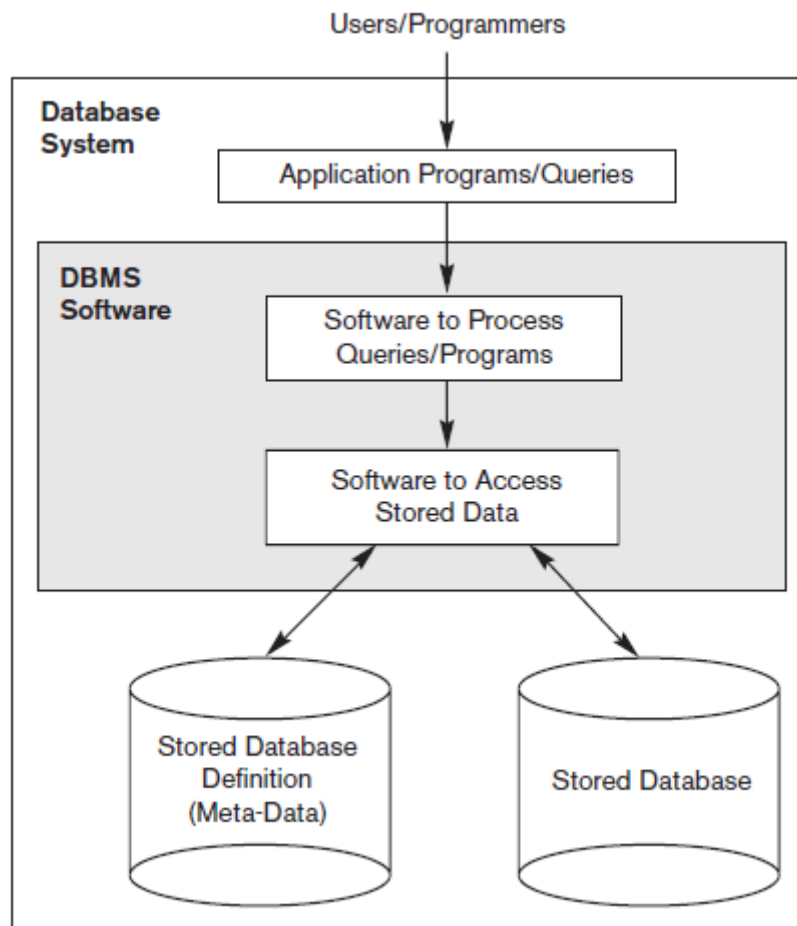 Users/Programmers
Database
System
Application Programs/Queries
DBMS
Software
Software to Process
Queries/Programs
Software to Access
Stored Data
Stored Database
Definition
(Meta-Data)
Stored Database